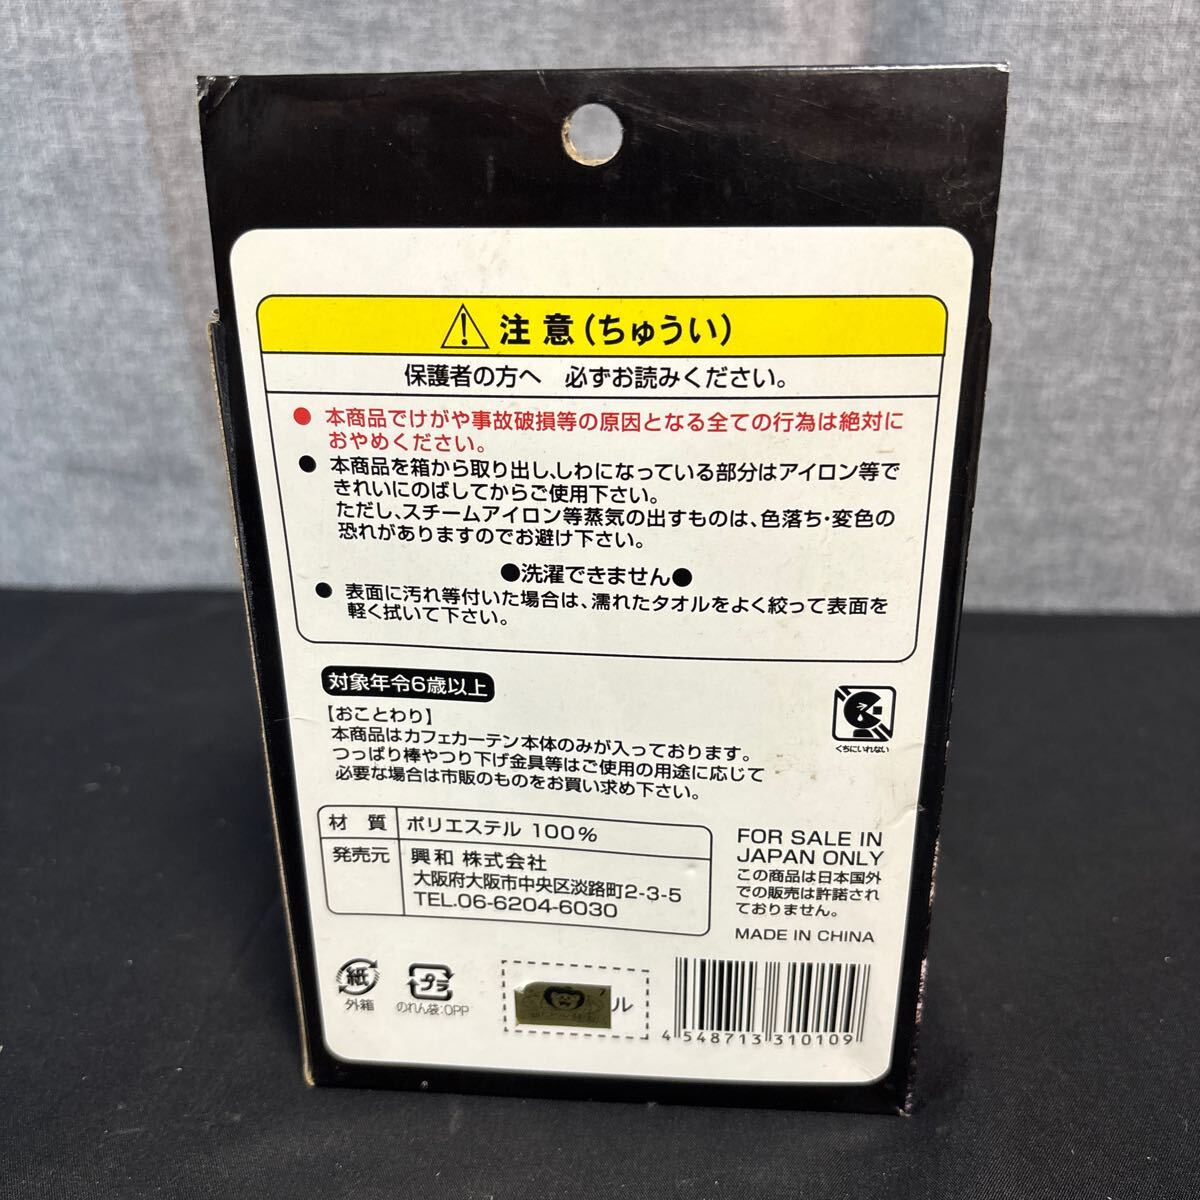 注意(ちゅうい)
保護者の方へ 必ずお読みください。
●本商品でけがや事故破損等の原因となる全ての行為は絶対に
おやめください。
●本商品を箱から取り出し、しわになっている部分はアイロン等で
きれいにのばしてからご使用下さい。
ただし、スチームアイロン等蒸気の出すものは、色落ち・変色の
恐れがありますのでお避け下さい。
●洗濯できません●
●表面に汚れ等付いた場合は、濡れたタオルをよく絞って表面を
軽く拭いて下さい。
対象年令6歳以上
【おことわり】
本商品はカフェカーテン本体のみが入っております。
つっぱり棒やつり下げ金具等はご使用の用途に応じて
必要な場合は市販のものをお買い求め下さい。
くちにいれない
材 質 ポリエステル 100%
発売元 興和 株式会社
大阪府大阪市中央区淡路町2-3-5
TEL.06-6204-6030
FOR SALE IN
JAPAN ONLY
この商品は日本国外
での販売は許諾され
ておりません。
MADE IN CHINA
紙
外箱
プラ
のれん袋:OPP
ル
4 548713 310109